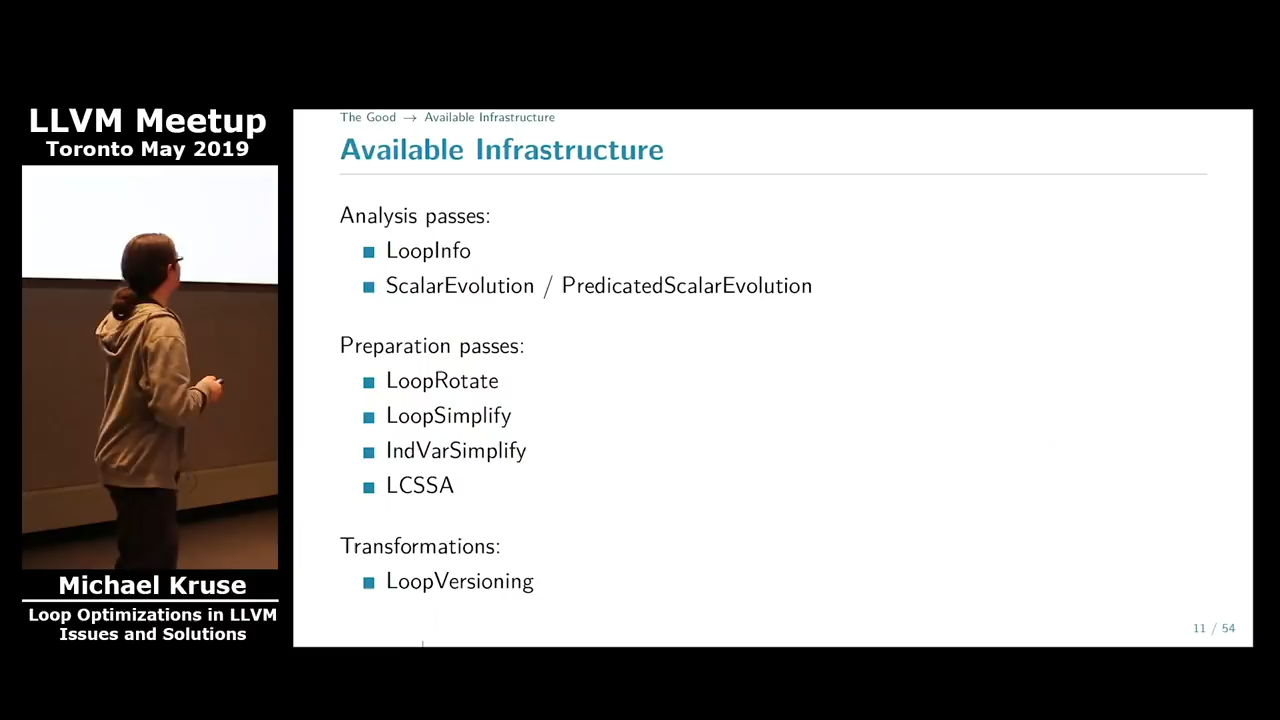 LLVM Meetup
Toronto May 2019
Michael Kruse
Loop Optimizations in LLVM
Issues and Solutions
The Good → Available Infrastructure
Available Infrastructure
Analysis passes:
LoopInfo
ScalarEvolution / PredicatedScalarEvolution
Preparation passes:
LoopRotate
LoopSimplify
IndVarSimplify
LCSSA
Transformations:
LoopVersioning
11 / 54